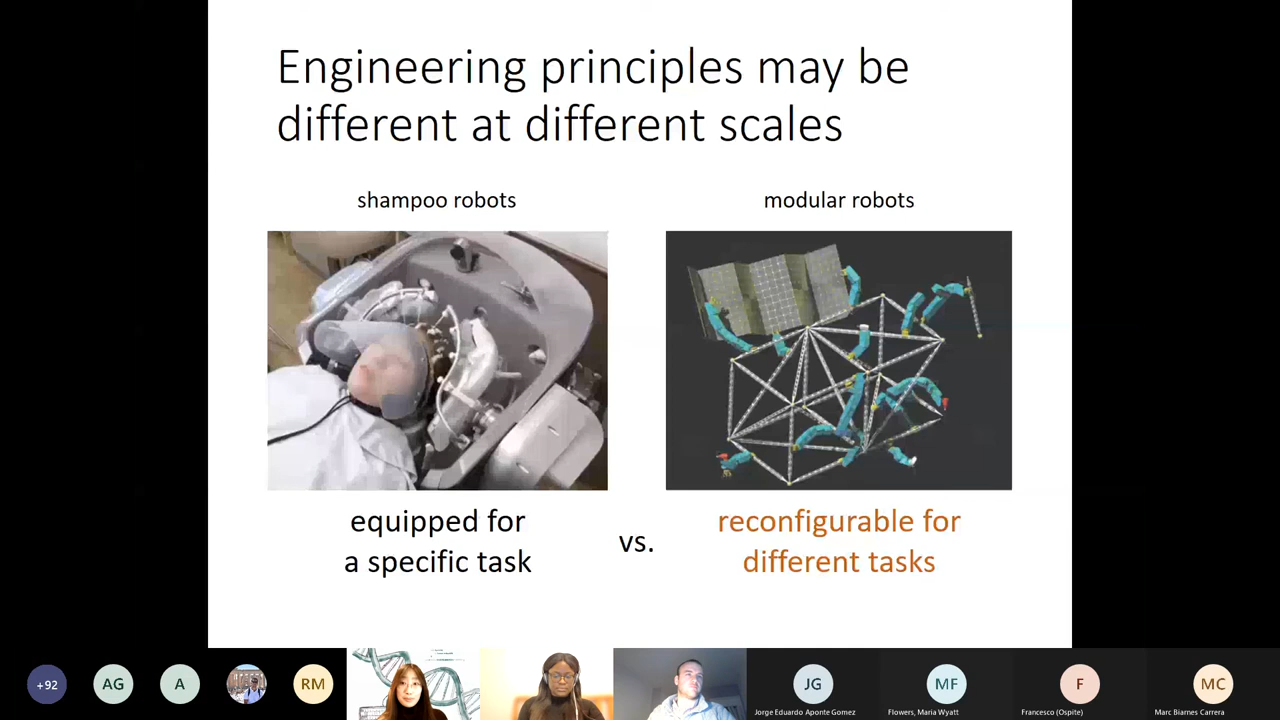 Engineering principles may be
different at different scales
shampoo robots
modular robots
equipped for
a specific task
vs.
reconfigurable for
different tasks
+92
AG
A
RM
JG
Jorge Eduardo Aponte Gomez
MF
Flowers, Maria Wyatt
F
Francesco (Ospite)
MC
Marc Biarnes Carrera